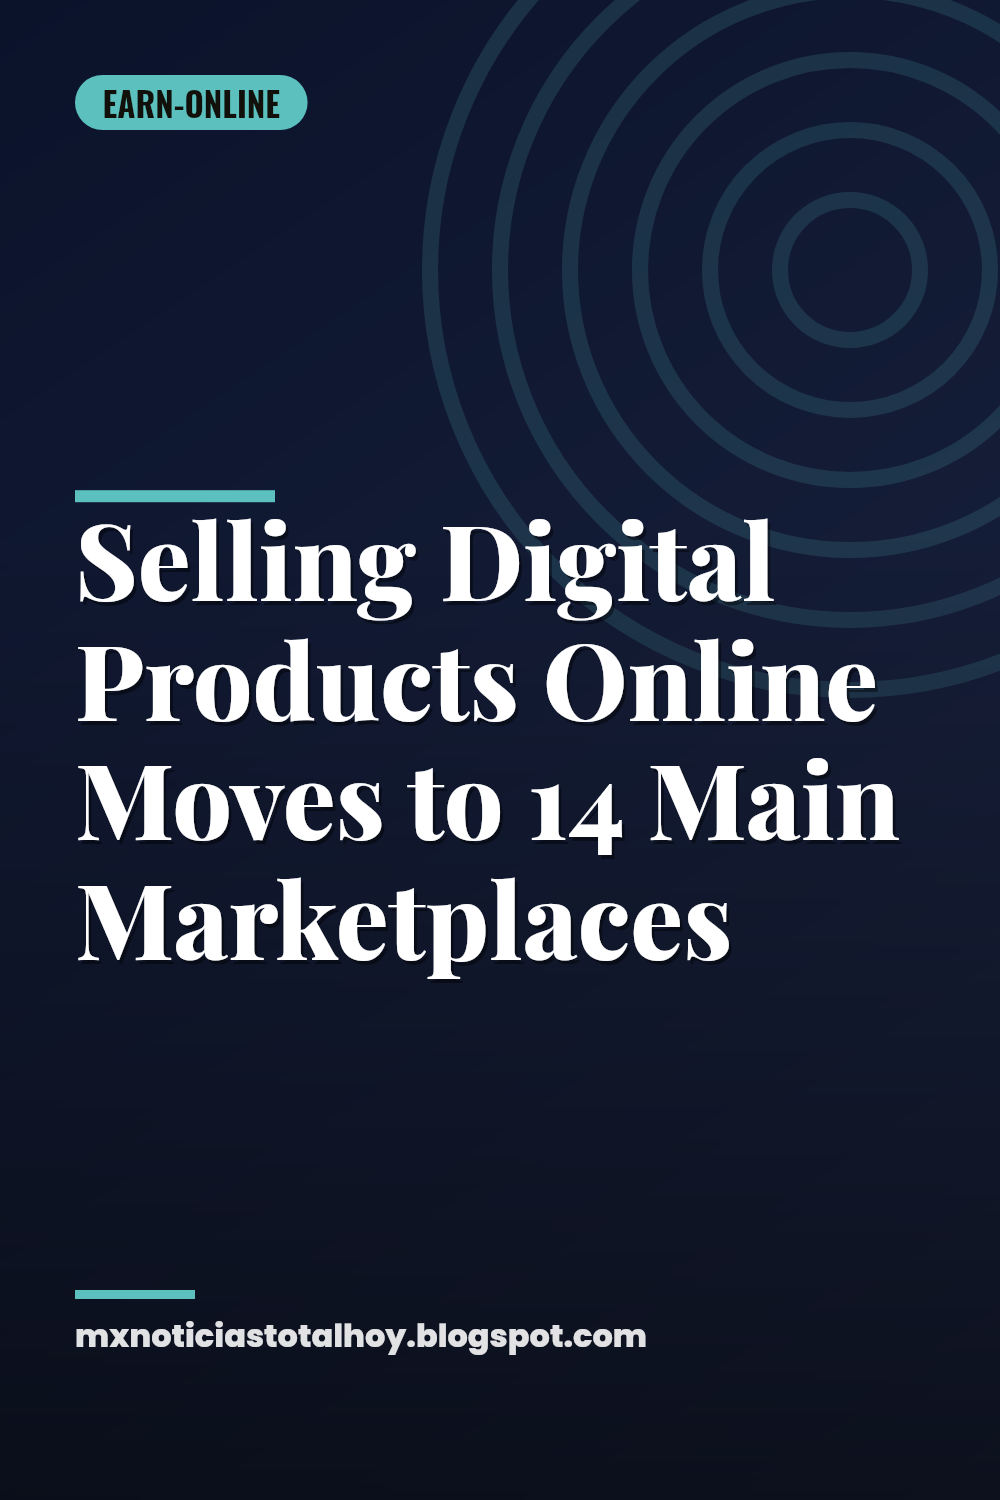 EARN-ONLINE
Selling Digital
Products Online
Moves to 14 Main
Marketplaces
mxnoticiastotalhoy.blogspot.com